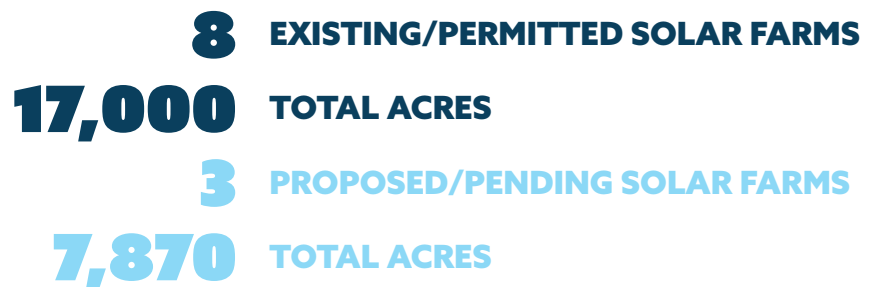 8 EXISTING/PERMITTED SOLAR FARMS
17,000 TOTAL ACRES
3 PROPOSED/PENDING SOLAR FARMS
7,870 TOTAL ACRES